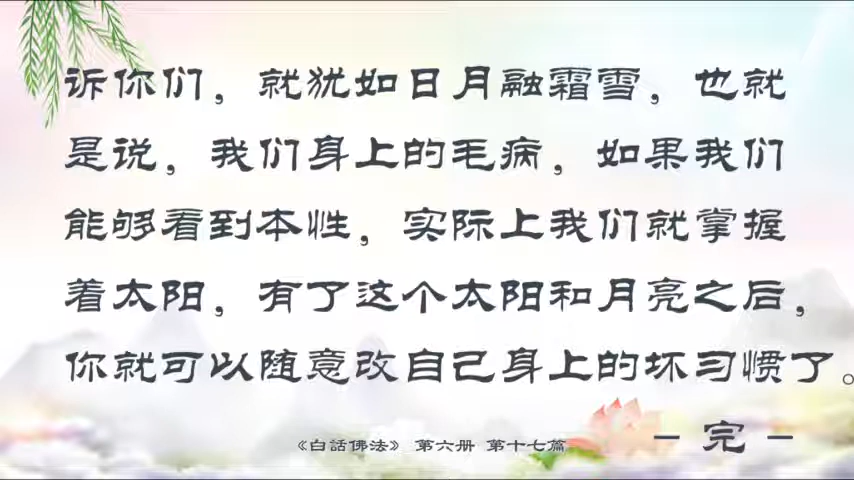 诉你们，就犹如日月融霜雪，也就
是说，我们身上的毛病，如果我们
能够看到本性，实际上我们就掌握
着太阳，有了这个太阳和月亮之后，
你就可以随意改自己身上的坏习惯了。
《白話佛法》 第六册 第十七篇
- 完 -